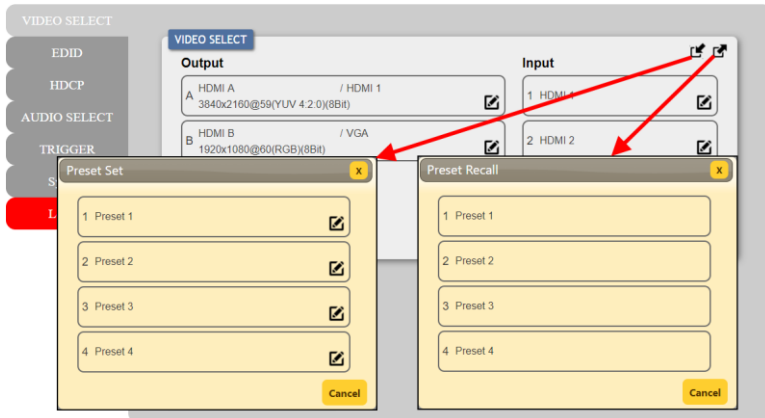 VIDEO SELECT
EDID
HDCP
AUDIO SELECT
TRIGGER
S
L
VIDEO SELECT
Output
Input
A HDMI A / HDMI 1
3840x2160@59(YUV 4:2:0)(8Bit)
1 HDMI 1
B HDMI B / VGA
1920x1080@60(RGB)(8Bit)
2 HDMI 2
Preset Set
x
1 Preset 1
2 Preset 2
3 Preset 3
4 Preset 4
Cancel
Preset Recall
x
1 Preset 1
2 Preset 2
3 Preset 3
4 Preset 4
Cancel